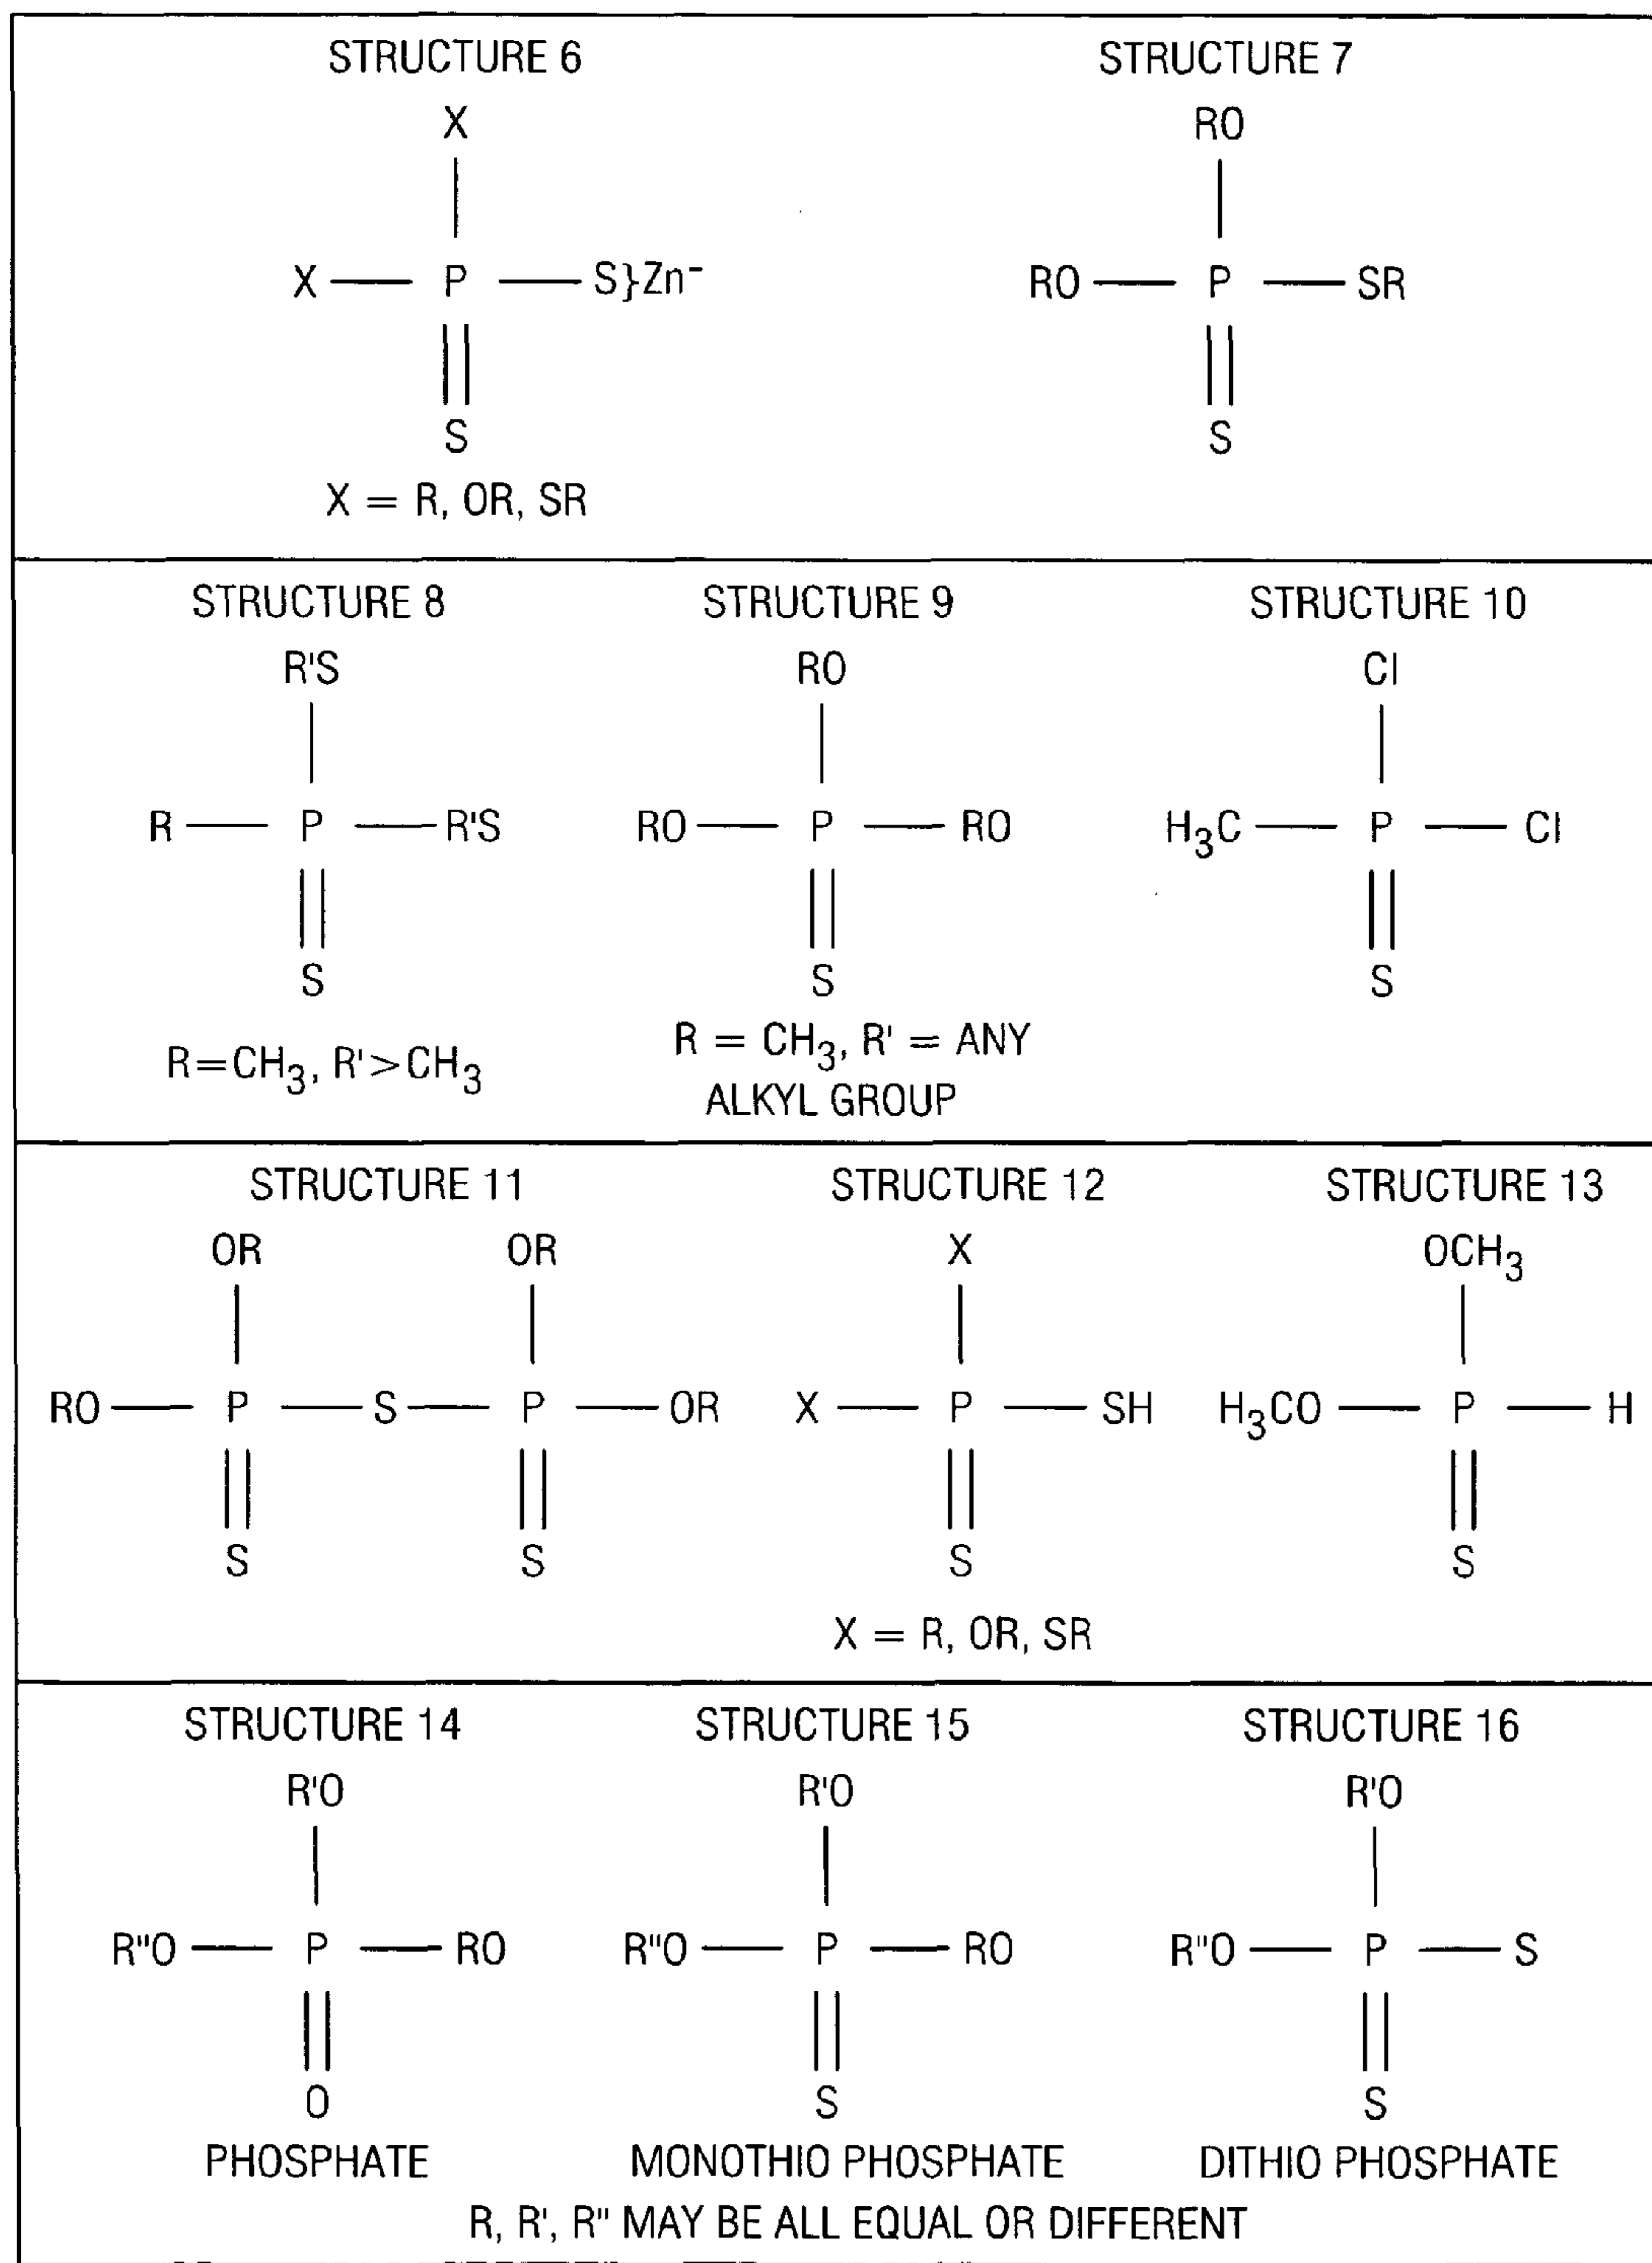 STRUCTURE 6
X
X P S}Zn-
S
X = R, OR, SR
STRUCTURE 7
RO
RO P SR
S
STRUCTURE 8
R'S
R P R'S
S
R=CH3, R'>CH3
STRUCTURE 9
RO
RO P RO
S
R = CH3, R' = ANY
ALKYL GROUP
STRUCTURE 10
Cl
H3C P Cl
S
STRUCTURE 11
OR OR
RO P S P OR
S S
STRUCTURE 12
X
X P SH
S
X = R, OR, SR
STRUCTURE 13
OCH3
H3CO P H
S
STRUCTURE 14
R'O
R"O P RO
O
PHOSPHATE
STRUCTURE 15
R'O
R"O P RO
S
MONOTHIO PHOSPHATE
STRUCTURE 16
R'O
R"O P S
S
DITHIO PHOSPHATE
R, R', R" MAY BE ALL EQUAL OR DIFFERENT